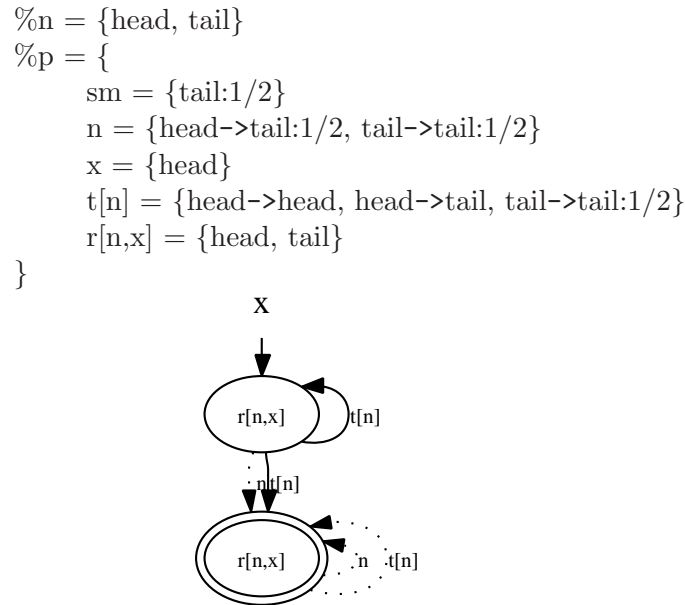 %n = {head, tail}
%p = {
sm = {tail:1/2}
n = {head->tail:1/2, tail->tail:1/2}
x = {head}
t[n] = {head->head, head->tail, tail->tail:1/2}
r[n,x] = {head, tail}
}
X
r[n,x] t[n]
n t[n]
r[n,x] n t[n]